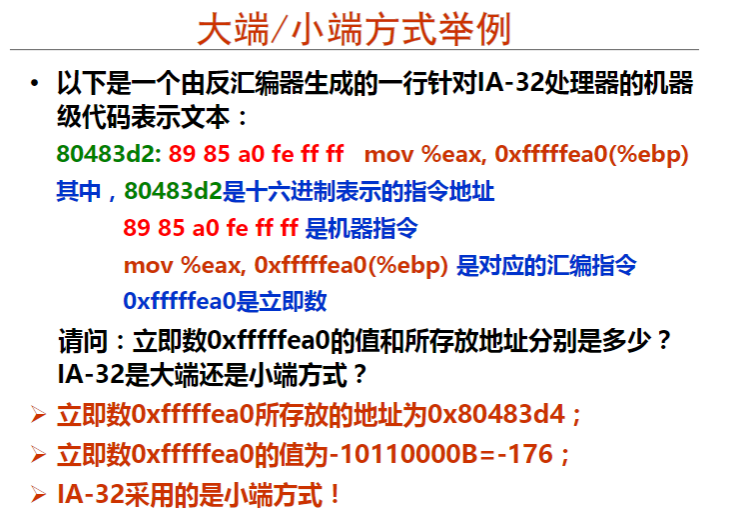 大端/小端方式举例
• 以下是一个由反汇编器生成的一行针对IA-32处理器的机器
级代码表示文本：
80483d2: 89 85 a0 fe ff ff mov %eax, 0xfffffea0(%ebp)
其中，80483d2是十六进制表示的指令地址
89 85 a0 fe ff ff 是机器指令
mov %eax, 0xfffffea0(%ebp) 是对应的汇编指令
0xfffffea0是立即数
请问：立即数0xfffffea0的值和所存放地址分别是多少？
IA-32是大端还是小端方式？
➢ 立即数0xfffffea0所存放的地址为0x80483d4；
➢ 立即数0xfffffea0的值为-10110000B=-176；
➢ IA-32采用的是小端方式！